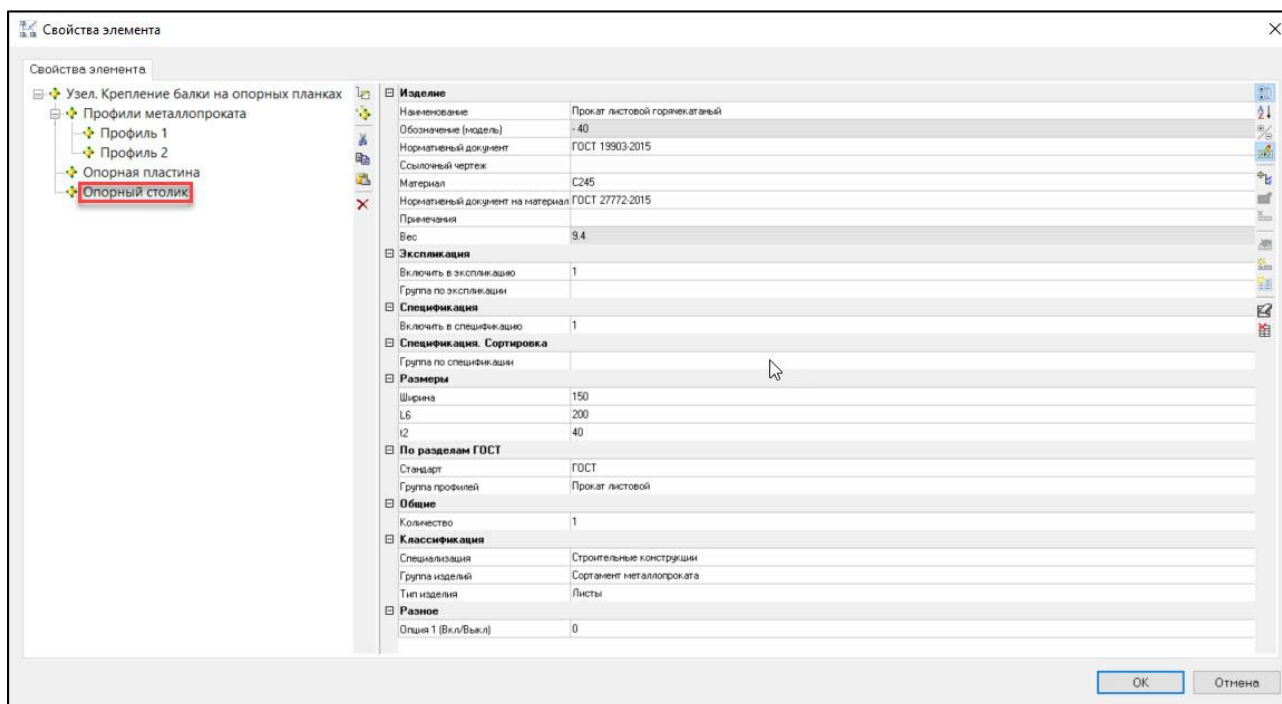 Свойства элемента
Свойства элемента
Узел. Крепление балки на опорных планках
Профили металлопроката
Профиль 1
Профиль 2
Опорная пластина
Опорный столик
Изделие
Наименование Прокат листовой горячекатаный
Обозначение (модель) - 40
Нормативный документ ГОСТ 19903-2015
Ссылочный чертеж
Материал С245
Нормативный документ на материал ГОСТ 27772-2015
Примечания
Вес 9.4
Экспликация
Включить в экспликацию 1
Группа по экспликации
Спецификация
Включить в спецификацию 1
Спецификация. Сортировка
Группа по спецификации
Размеры
Ширина 150
L6 200
t2 40
По разделам ГОСТ
Стандарт ГОСТ
Группа профилей Прокат листовой
Общие
Количество 1
Классификация
Специализация Строительные конструкции
Группа изделий Сортамент металлопроката
Тип изделия Листы
Разное
Опция 1 (Вкл/Выкл) 0
OK Отмена